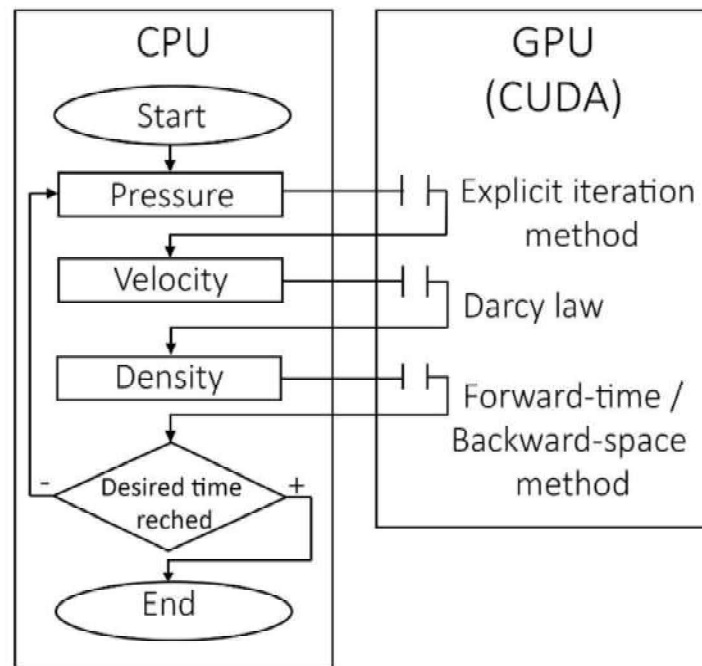 CPU
Start
Pressure
Velocity
Density
-
Desired time
+
reched
End
GPU
(CUDA)
Explicit iteration
method
Darcy law
Forward-time /
Backward-space
method